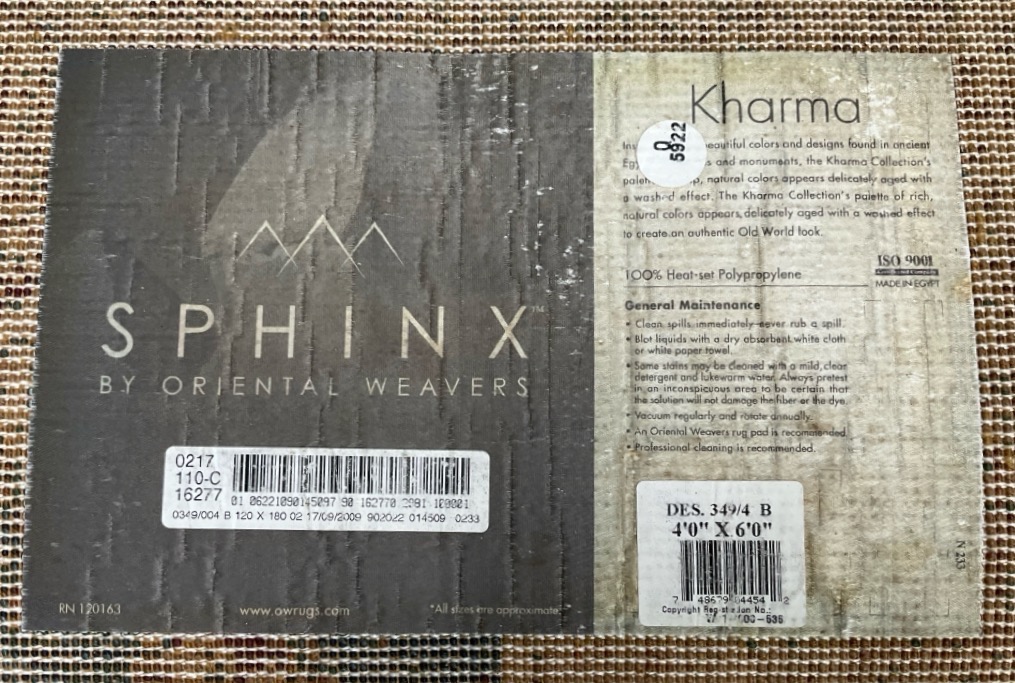 SPHINX™
BY ORIENTAL WEAVERS
0217
110-C
16277
0349/004 B 120 X 180 02 17/09/2009 902022 014509 0233
RN 120163
www.owrugs.com
*All sizes are approximate.
Kharma
0
5922
beautiful colors and designs found in ancient
and monuments, the Kharma Collection's
natural colors appears delicately aged with
a washed effect. The Kharma Collection's palette of rich,
natural colors appears, delicately aged with a washed effect
to create an authentic Old World look.
100% Heat-set Polypropylene
ISO 9001
MADE IN EGYPT
General Maintenance
• Clean spills immediately-never rub a spill.
• Blot liquids with a dry absorbent white cloth
or white paper towel.
• Some stains may be cleaned with a mild, clear
detergent and lukewarm water. Always pretest
in an inconspicuous area to be certain that
the solution will not damage the fiber or the dye.
• Vacuum regularly and rotate annually.
• An Oriental Weavers rug pad is recommended.
• Professional cleaning is recommended.
DES. 349/4 B
4'0" X 6'0"
7 48679 04454 2
Copyright No.:
N 233